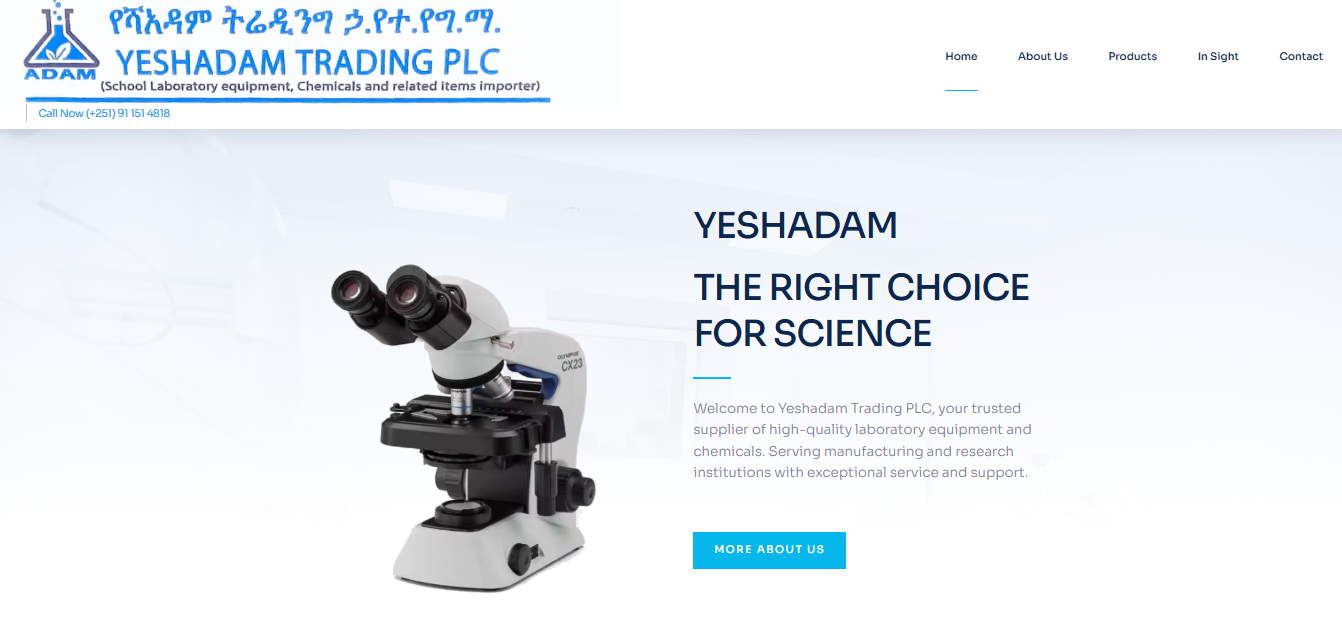 የሻአዳም ትሬዲንግ ኃ.የተ.የግ.ማ.
ADAM
YESHADAM TRADING PLC
(School Laboratory equipment, Chemicals and related items importer)
Call Now (+251) 91 151 4818
Home About Us Products In Sight Contact
YESHADAM
THE RIGHT CHOICE
FOR SCIENCE
OLYMPUS
CX23
Welcome to Yeshadam Trading PLC, your trusted
supplier of high-quality laboratory equipment and
chemicals. Serving manufacturing and research
institutions with exceptional service and support.
MORE ABOUT US